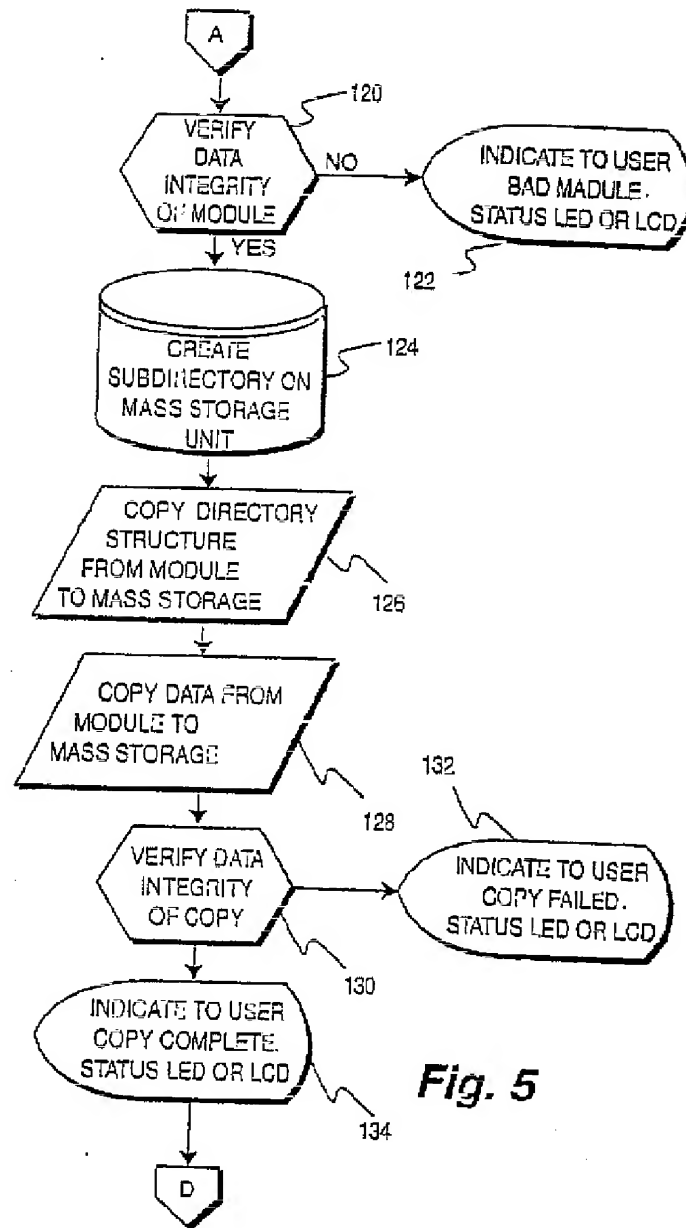 A
120
VERIFY
DATA
INTEGRITY
OF MODULE
NO
INDICATE TO USER
BAD MADULE.
STATUS LED OR LCD
122
YES
CREATE
SUBDIRECTORY ON
MASS STORAGE
UNIT
124
COPY DIRECTORY
STRUCTURE
FROM MODULE
TO MASS STORAGE
126
COPY DATA FROM
MODULE TO
MASS STORAGE
128
132
VERIFY DATA
INTEGRITY
OF COPY
INDICATE TO USER
COPY FAILED.
STATUS LED OR LCD
130
INDICATE TO USER
COPY COMPLETE.
STATUS LED OR LCD
Fig. 5
134
D